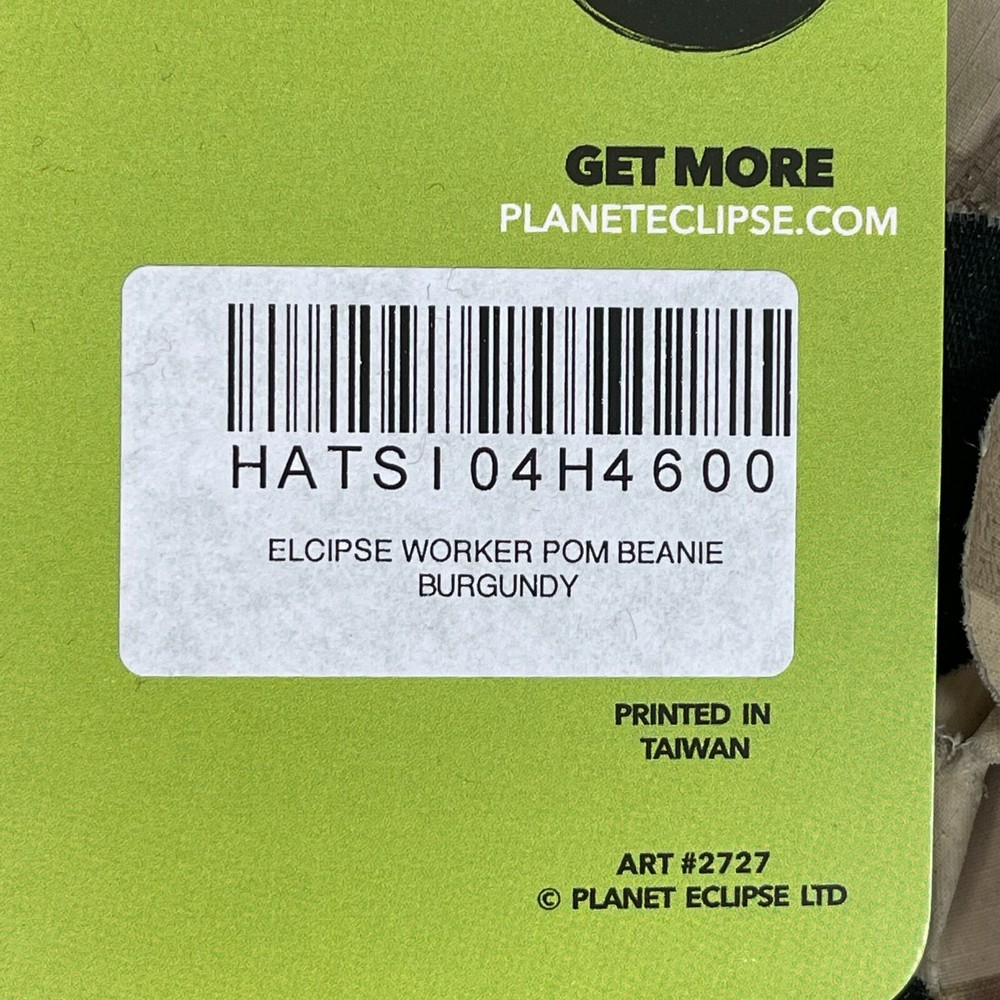 GET MORE
PLANETECLIPSE.COM
HATSI04H4600
ELCIPSE WORKER POM BEANIE
BURGUNDY
PRINTED IN
TAIWAN
ART #2727
© PLANET ECLIPSE LTD